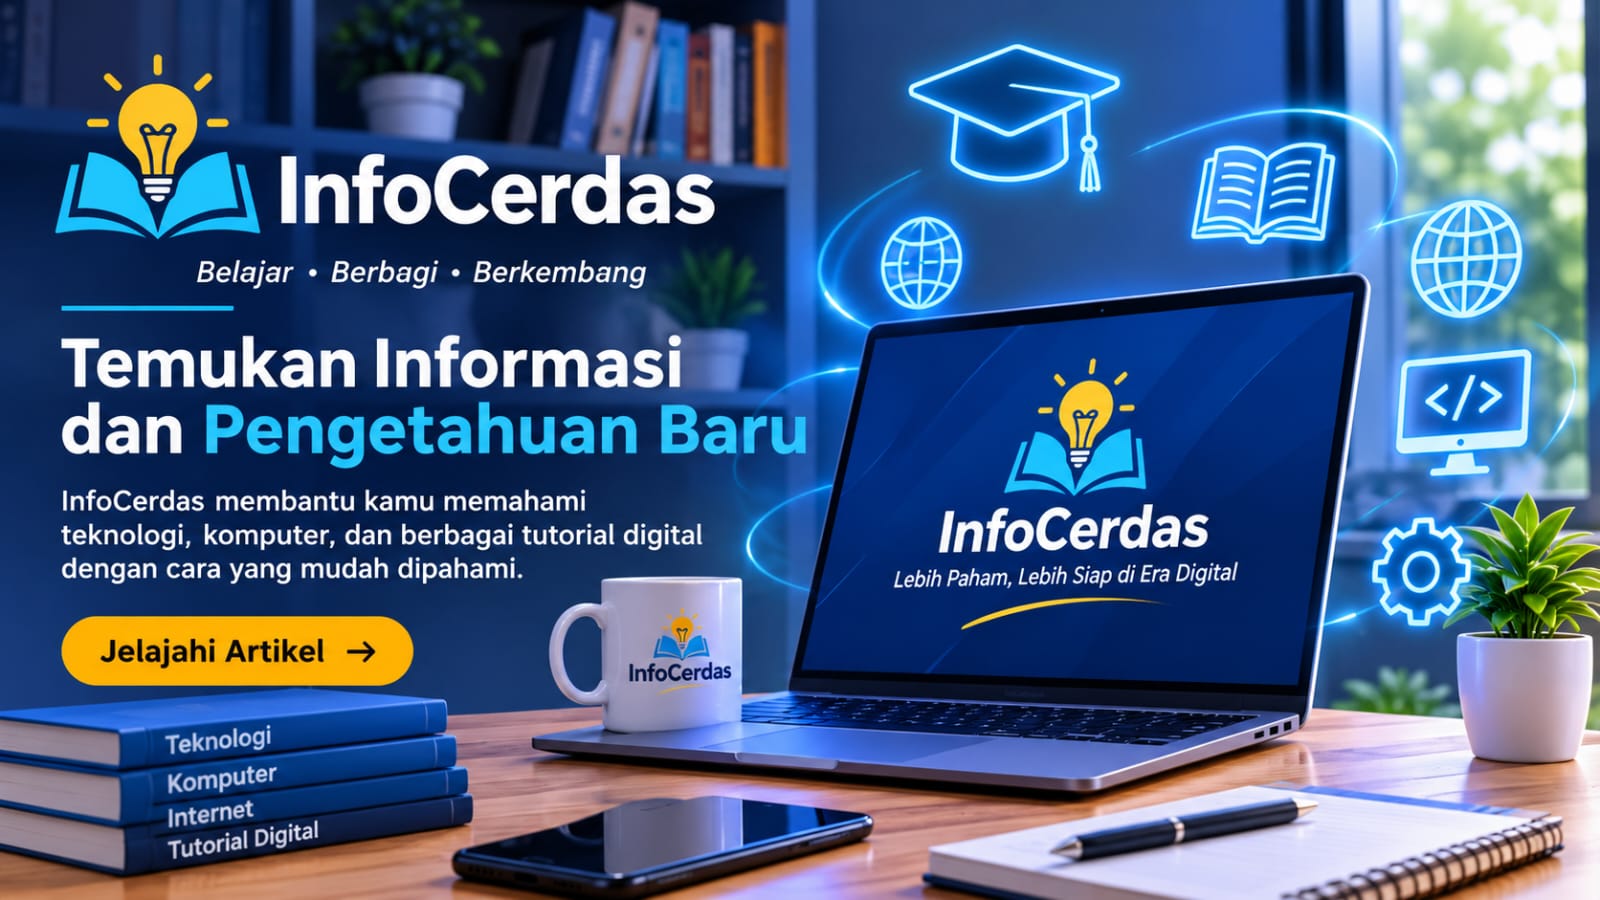 InfoCerdas
Belajar • Berbagi • Berkembang
Temukan Informasi
dan Pengetahuan Baru
InfoCerdas membantu kamu memahami
teknologi, komputer, dan berbagai tutorial digital
dengan cara yang mudah dipahami.
Jelajahi Artikel →
Teknologi
Komputer
Internet
Tutorial Digital
InfoCerdas
InfoCerdas
Lebih Paham, Lebih Siap di Era Digital
</>